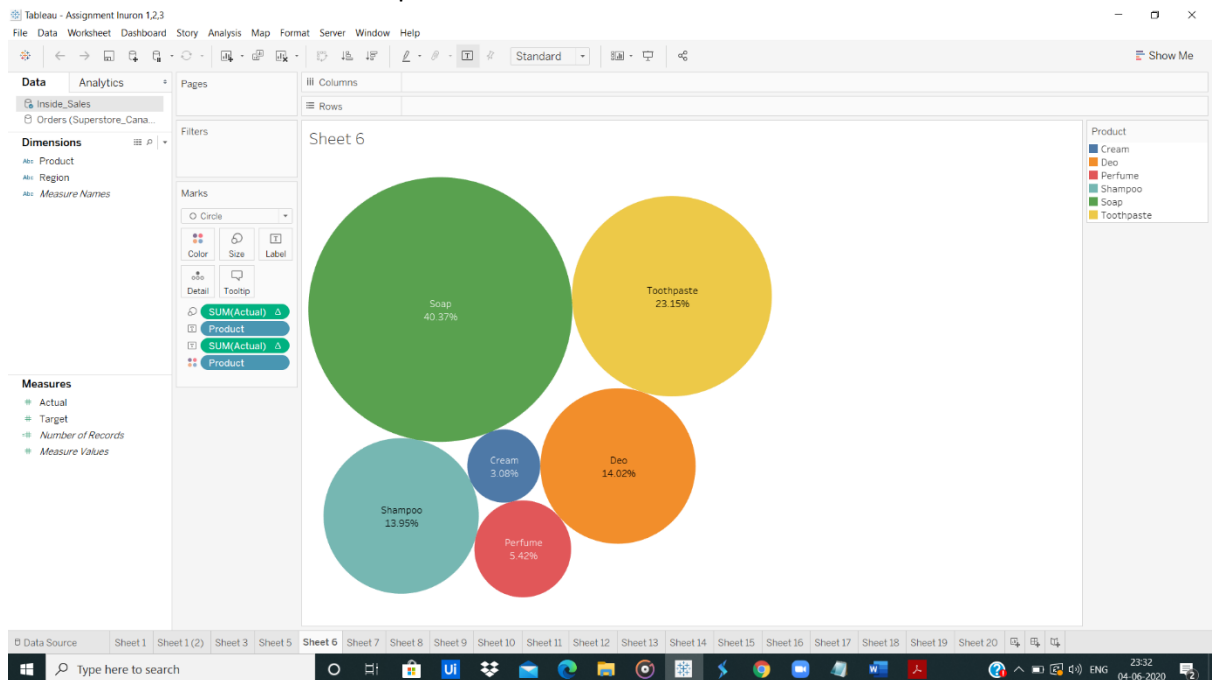 Tableau - Assignment Inuron 1,2,3
File Data Worksheet Dashboard Story Analysis Map Format Server Window Help
Standard
Show Me
Data Analytics
Inside_Sales
Orders (Superstore_Cana...
Dimensions
Abc Product
Abc Region
Abc Measure Names
Measures
# Actual
# Target
=# Number of Records
# Measure Values
Pages
Filters
Marks
Circle
Color Size Label
Detail Tooltip
SUM(Actual) Δ
Product
SUM(Actual) Δ
Product
iii Columns
Rows
Sheet 6
Soap
40.37%
Toothpaste
23.15%
Cream
3.08%
Deo
14.02%
Shampoo
13.95%
Perfume
5.42%
Product
Cream
Deo
Perfume
Shampoo
Soap
Toothpaste
Data Source Sheet 1 Sheet 1 (2) Sheet 3 Sheet 5 Sheet 6 Sheet 7 Sheet 8 Sheet 9 Sheet 10 Sheet 11 Sheet 12 Sheet 13 Sheet 14 Sheet 15 Sheet 16 Sheet 17 Sheet 18 Sheet 19 Sheet 20
Type here to search
Ui
ENG
23:32
04-06-2020
2